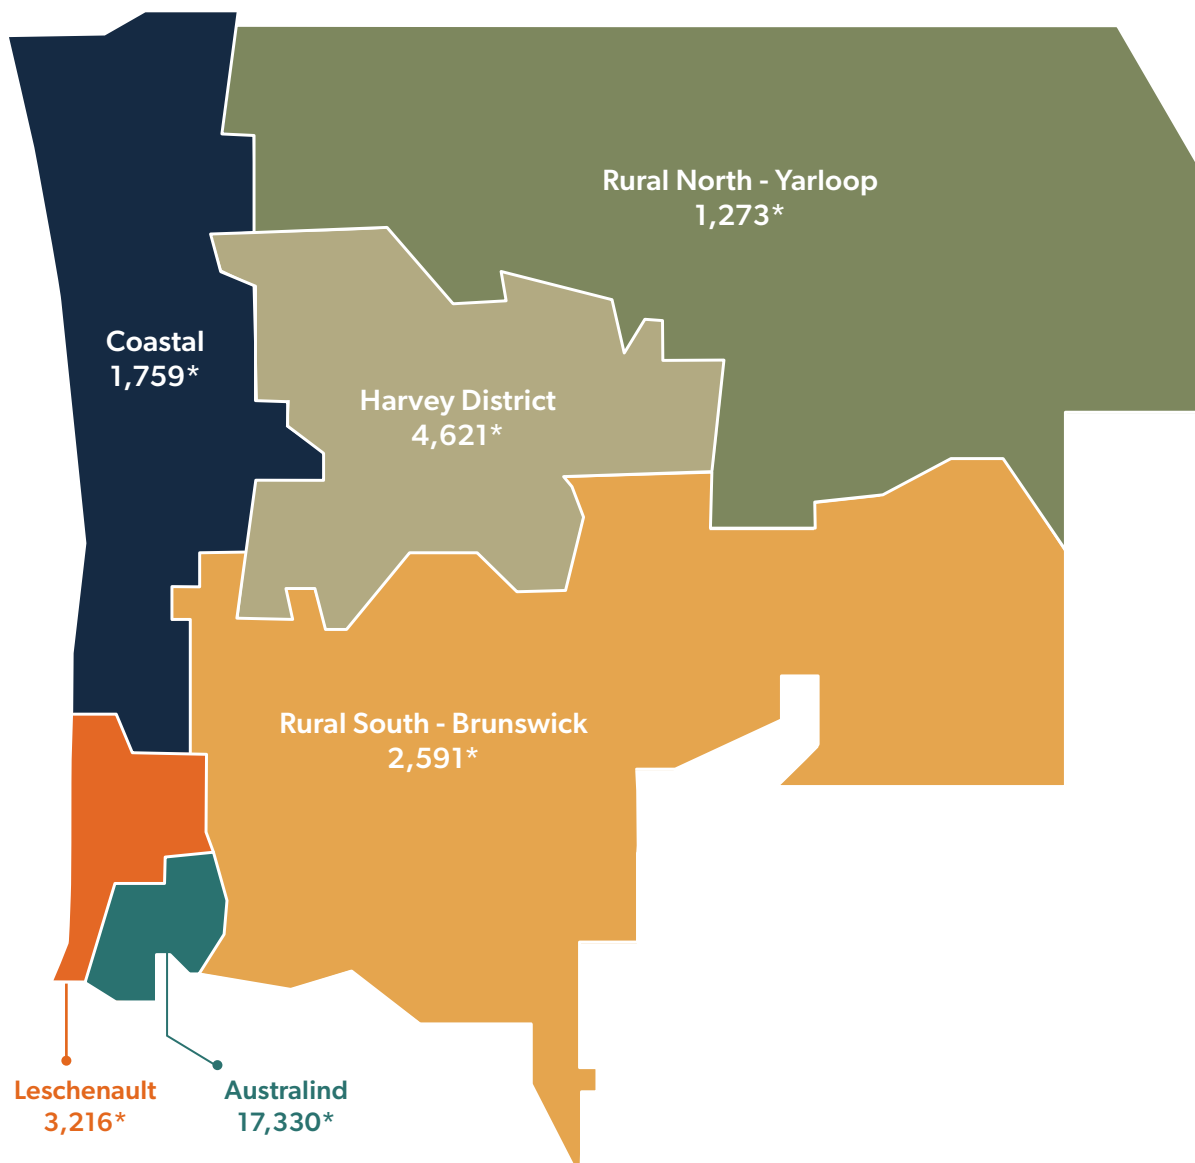 Rural North - Yarloop
1,273*
Coastal
1,759*
Harvey District
4,621*
Rural South - Brunswick
2,591*
Leschenault
3,216*
Australind
17,330*